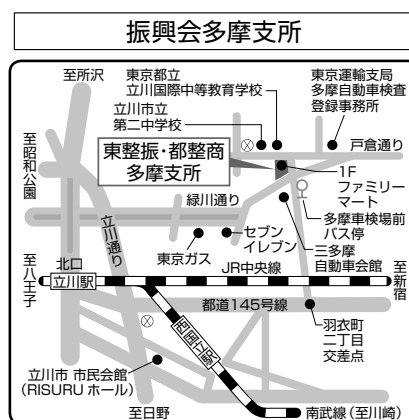 振興会多摩支所
至所沢
東京都立
立川国際中等教育学校
立川市立
第二中学校
東京運輸支局
多摩自動車検査
登録事務所
戸倉通り
東整振・都整商
多摩支所
1F
ファミリー
マート
至昭和公園
緑川通り
立川通り
多摩車検場前
バス停
セブン
イレブン
東京ガス
三多摩
自動車会館
至八王子
北口
立川駅
JR中央線
至新宿
都道145号線
西国立駅
羽衣町
二丁目
交差点
立川市 市民会館
(RISURU ホール)
至日野
南武線(至川崎)